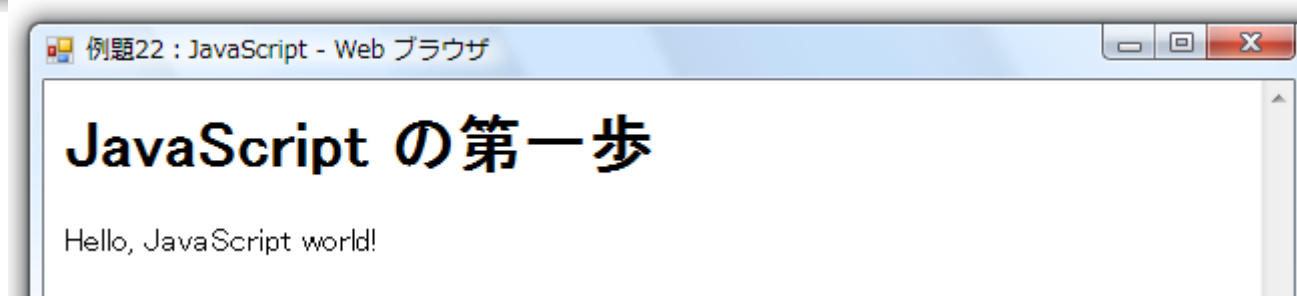 例題22 : JavaScript - Web ブラウザ
JavaScript の第一歩
Hello, JavaScript world!